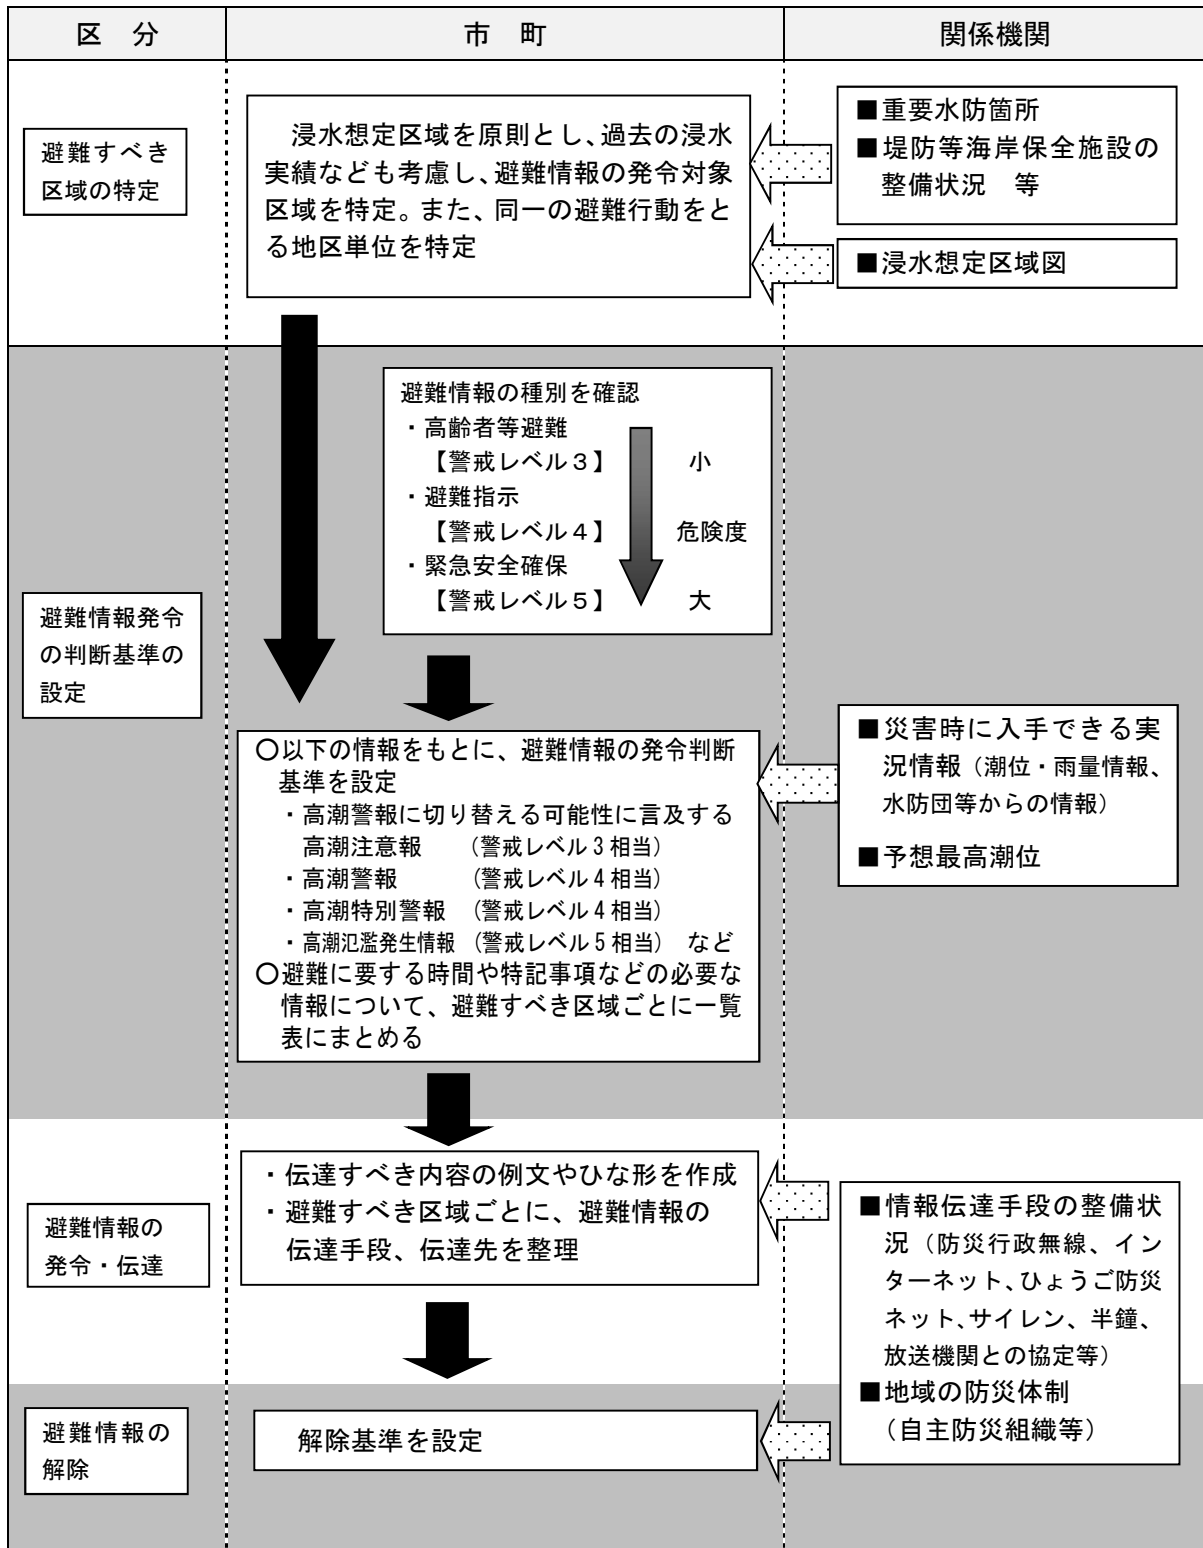 区　分
市　町
関係機関
避難すべき
区域の特定
　浸水想定区域を原則とし、過去の浸水
実績なども考慮し、避難情報の発令対象
区域を特定。また、同一の避難行動をと
る地区単位を特定
■重要水防箇所
■堤防等海岸保全施設の
整備状況　等
■浸水想定区域図
避難情報発令
の判断基準の
設定
避難情報の種別を確認
・高齢者等避難
【警戒レベル３】　小
・避難指示
【警戒レベル４】　危険度
・緊急安全確保
【警戒レベル５】　大
〇以下の情報をもとに、避難情報の発令判断
基準を設定
・高潮警報に切り替える可能性に言及する
高潮注意報　（警戒レベル３相当）
・高潮警報　（警戒レベル４相当）
・高潮特別警報　（警戒レベル４相当）
・高潮氾濫発生情報　（警戒レベル５相当）　など
〇避難に要する時間や特記事項などの必要な
情報について、避難すべき区域ごとに一覧
表にまとめる
■災害時に入手できる実
況情報（潮位・雨量情報、
水防団等からの情報）
■予想最高潮位
避難情報の
発令・伝達
・伝達すべき内容の例文やひな形を作成
・避難すべき区域ごとに、避難情報の
伝達手段、伝達先を整理
■情報伝達手段の整備状
況（防災行政無線、イン
ターネット、ひょうご防災
ネット、サイレン、半鐘、
放送機関との協定等）
■地域の防災体制
（自主防災組織等）
避難情報の
解除
解除基準を設定